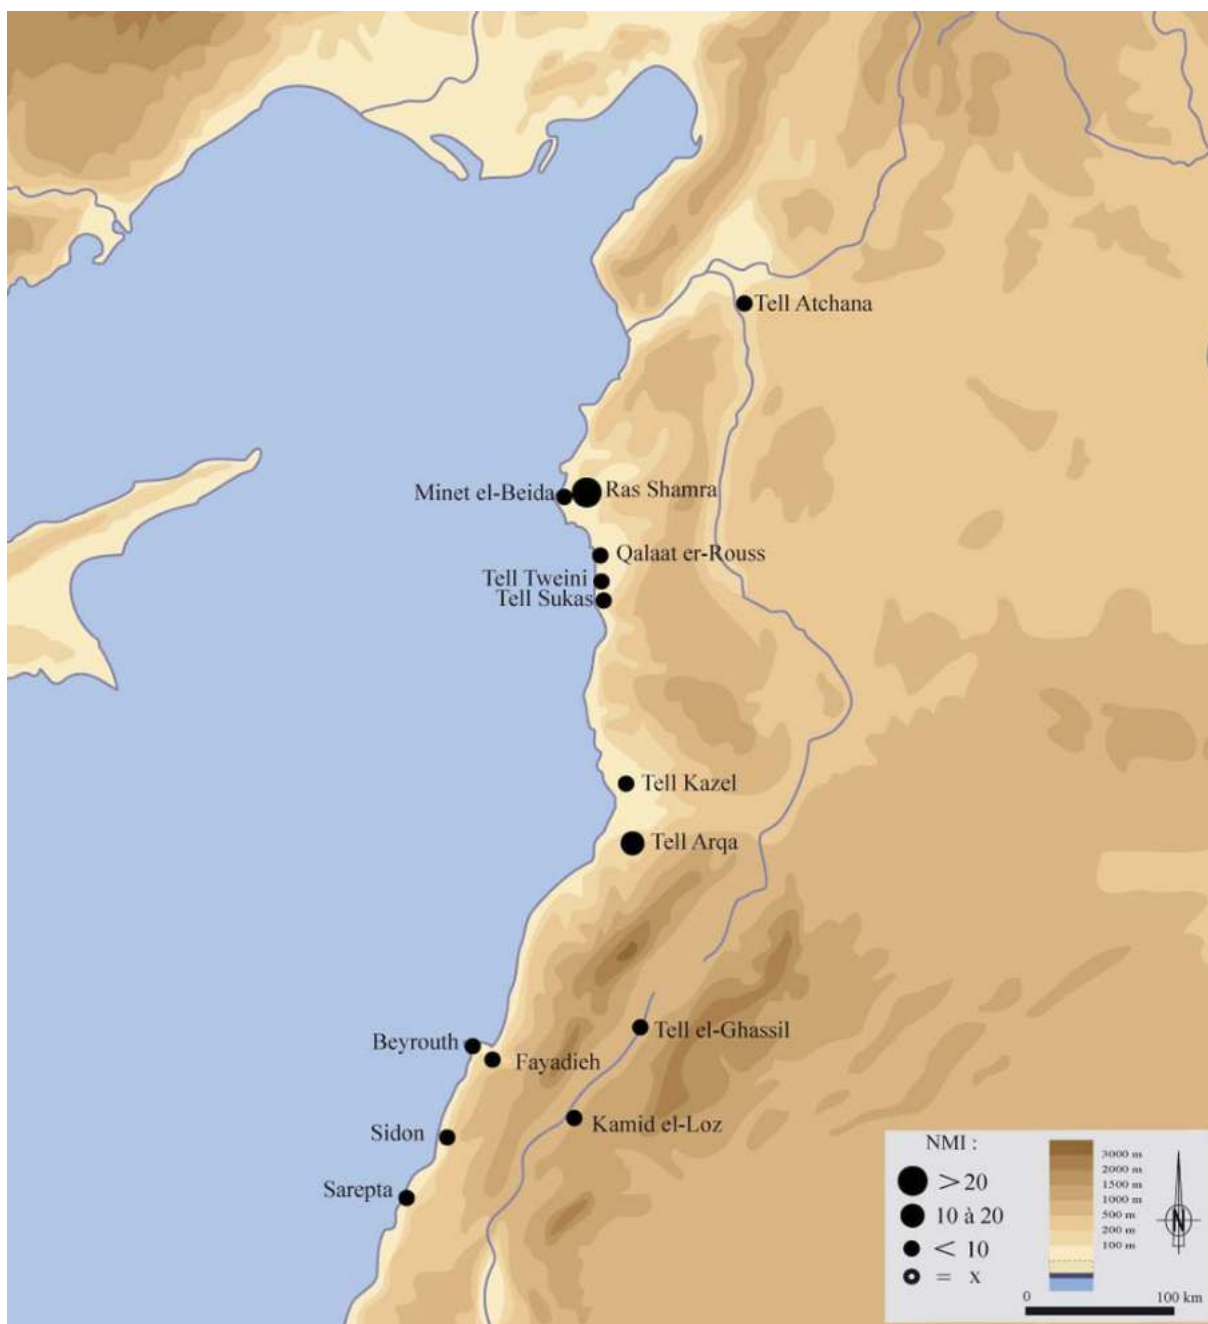 Tell Atchana
Minet el-Beida
Ras Shamra
Qalaat er-Rouss
Tell Tweini
Tell Sukas
Tell Kazel
Tell Arqa
Tell el-Ghassil
Beyrouth
Fayadieh
Kamid el-Loz
Sidon
Sarepta
NMI :
> 20
10 à 20
< 10
= x
3000 m
2000 m
1500 m
1000 m
500 m
200 m
100 m
N
0 100 km